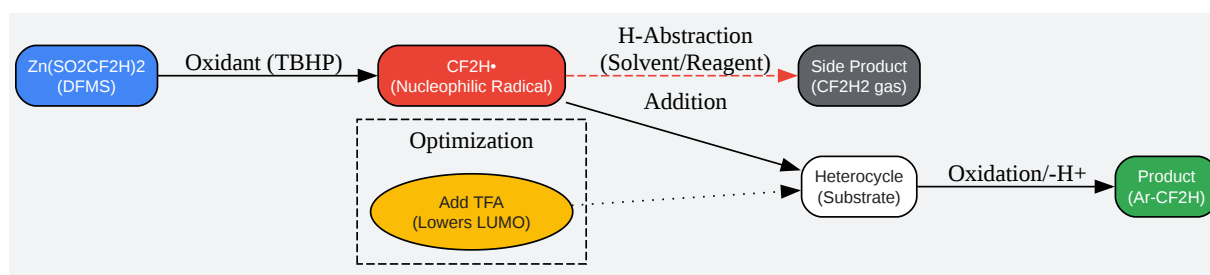 Zn(SO2CF2H)2
(DFMS)
Oxidant (TBHP)
CF2H•
(Nucleophilic Radical)
H-Abstraction
(Solvent/Reagent)
Side Product
(CF2H2 gas)
Addition
Optimization
Add TFA
(Lowers LUMO)
Heterocycle
(Substrate)
Oxidation/-H+
Product
(Ar-CF2H)